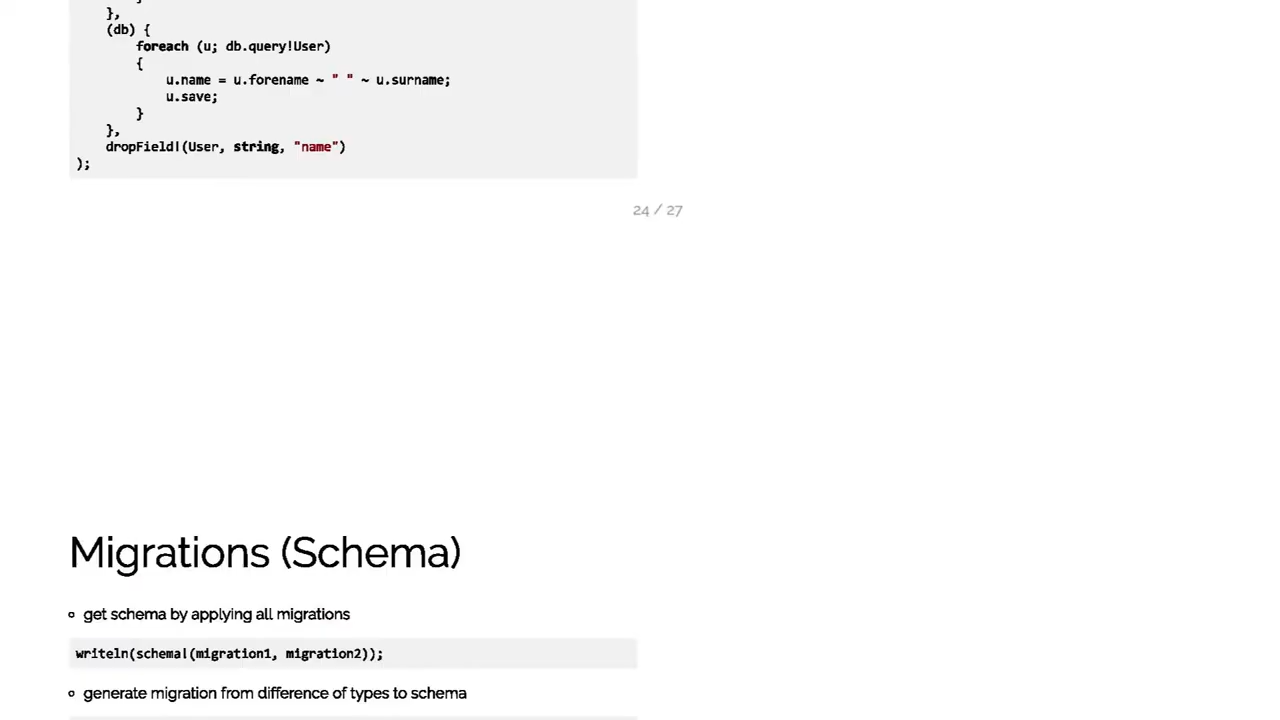 },
(db) {
foreach (u; db.query!User)
{
u.name = u.forename ~ " " ~ u.surname;
u.save;
}
},
dropField!(User, string, "name")
);
24 / 27
Migrations (Schema)
get schema by applying all migrations
writeln(schema!(migration1, migration2));
generate migration from difference of types to schema